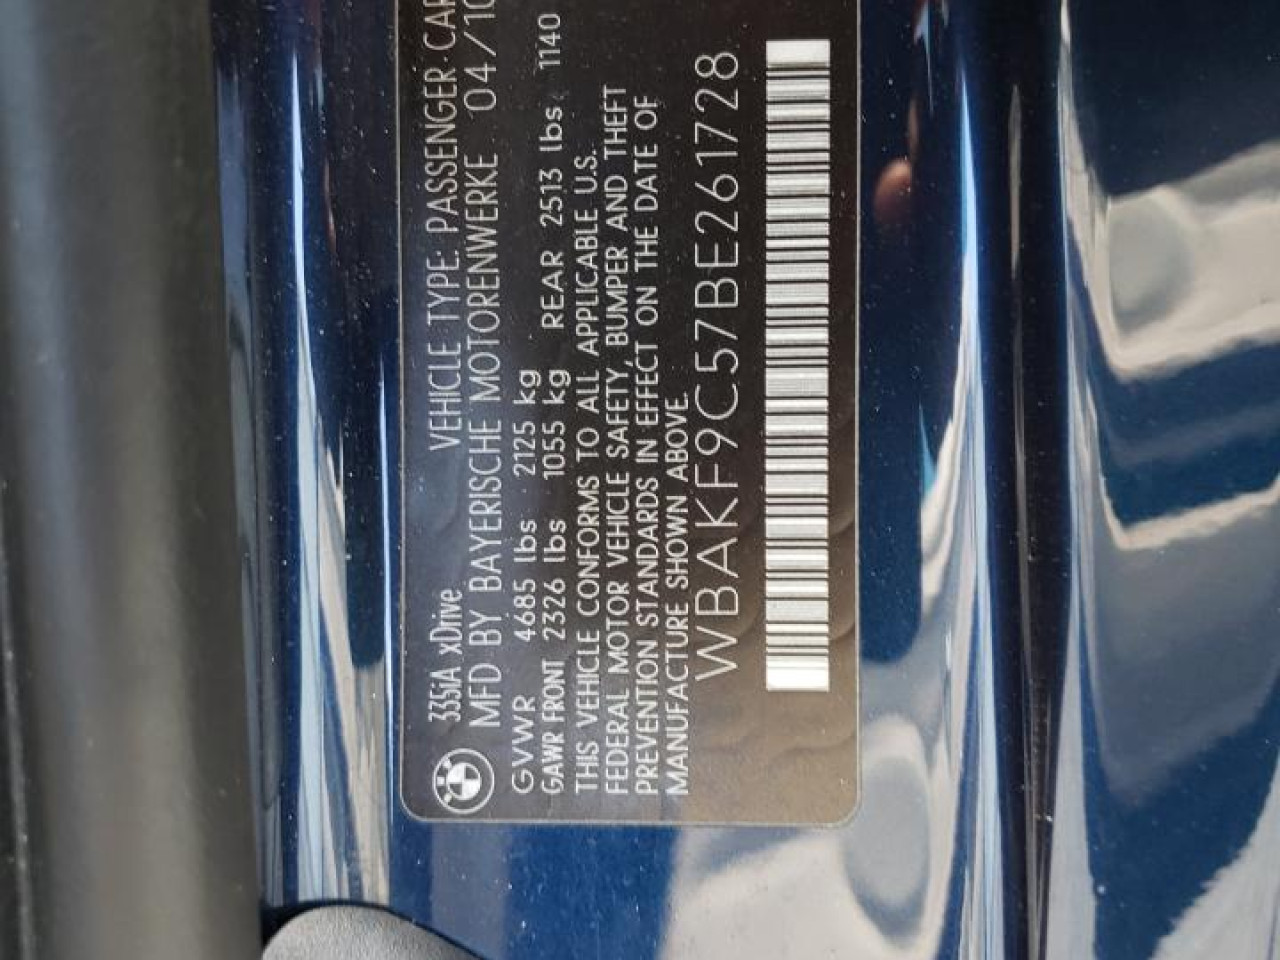 335iA xDrive VEHICLE TYPE: PASSENGER CAR
MFD BY BAYERISCHE MOTORENWERKE 04/10
GVWR 4685 lbs 2125 kg
GAWR FRONT 2326 lbs 1055 kg REAR 2513 lbs 1140
THIS VEHICLE CONFORMS TO ALL APPLICABLE U.S.
FEDERAL MOTOR VEHICLE SAFETY, BUMPER AND THEFT
PREVENTION STANDARDS IN EFFECT ON THE DATE OF
MANUFACTURE SHOWN ABOVE.
WBAKF9C57BE261728